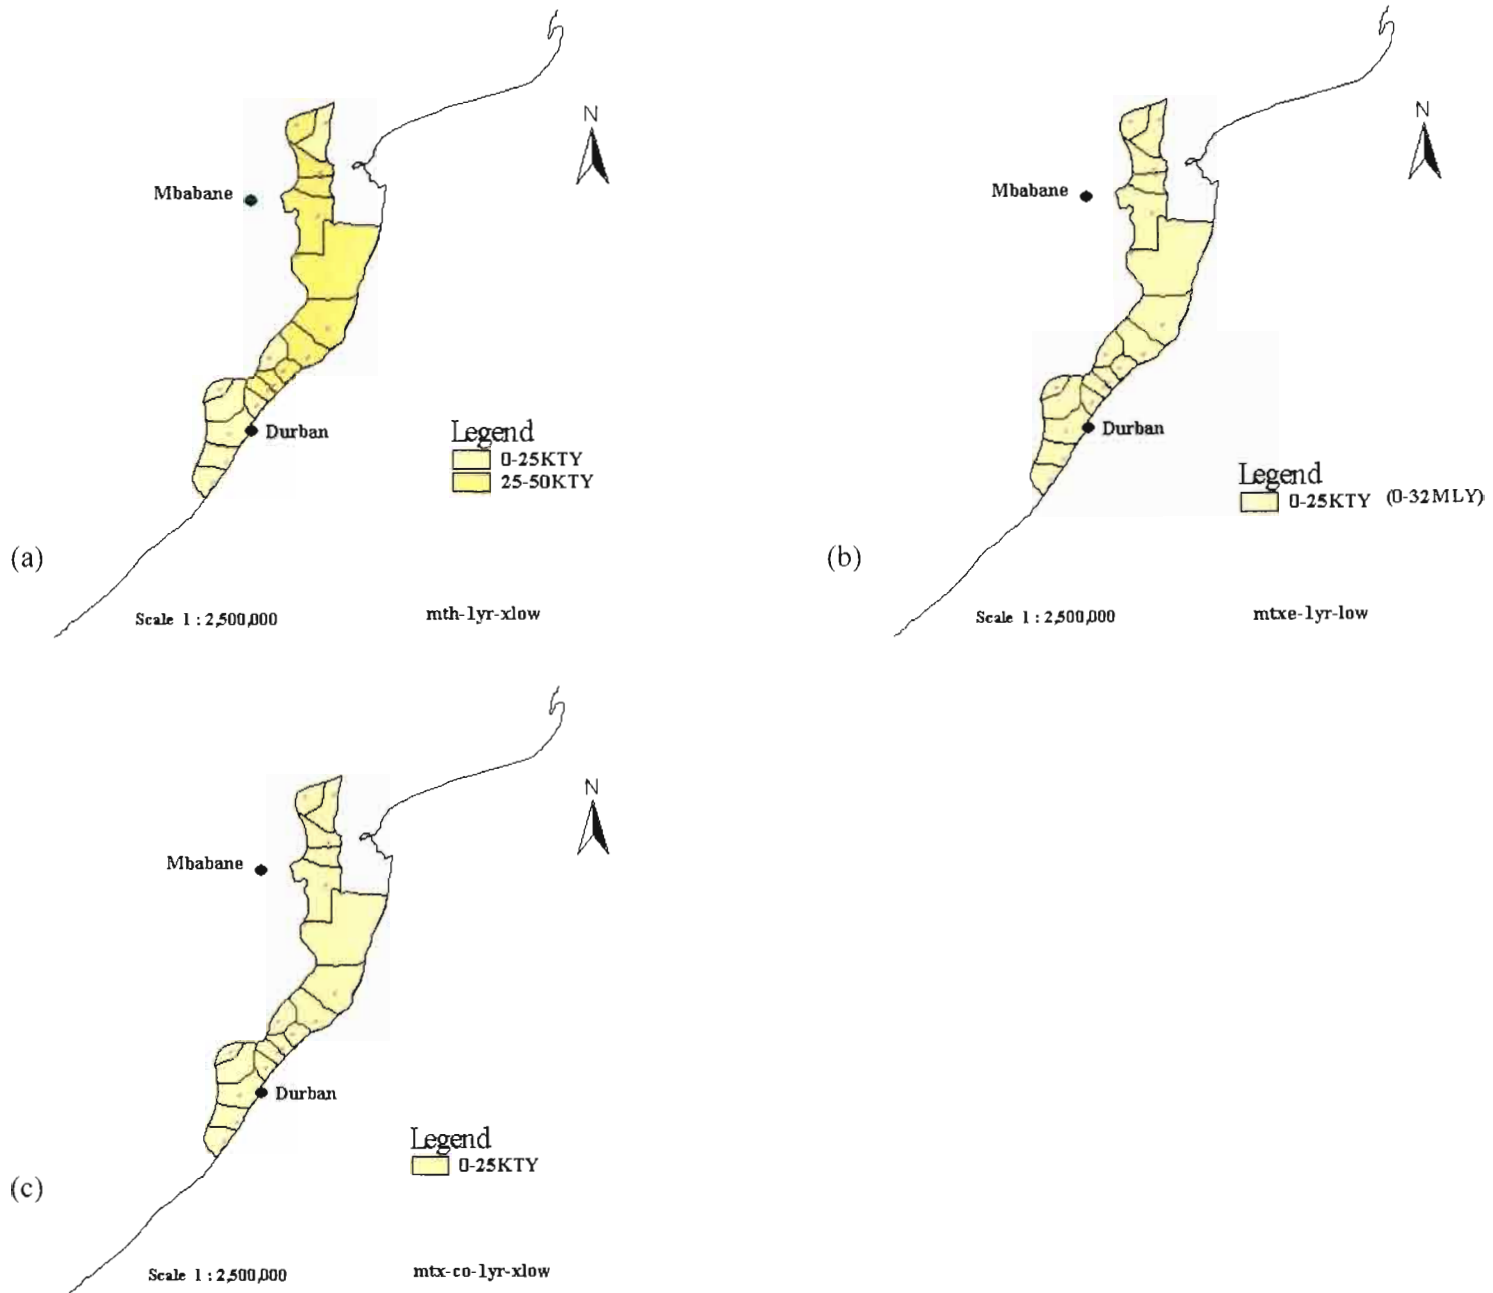 N
Mbabane
Durban
Legend
0-25KTY
25-50KTY
(a)
Scale 1 : 2,500,000
mth-1yr-xlow
N
Mbabane
Durban
Legend
0-25KTY (0-32MLY)
(b)
Scale 1 : 2,500,000
mtxe-1yr-low
N
Mbabane
Durban
Legend
0-25KTY
(c)
Scale 1 : 2,500,000
mtx-co-1yr-xlow